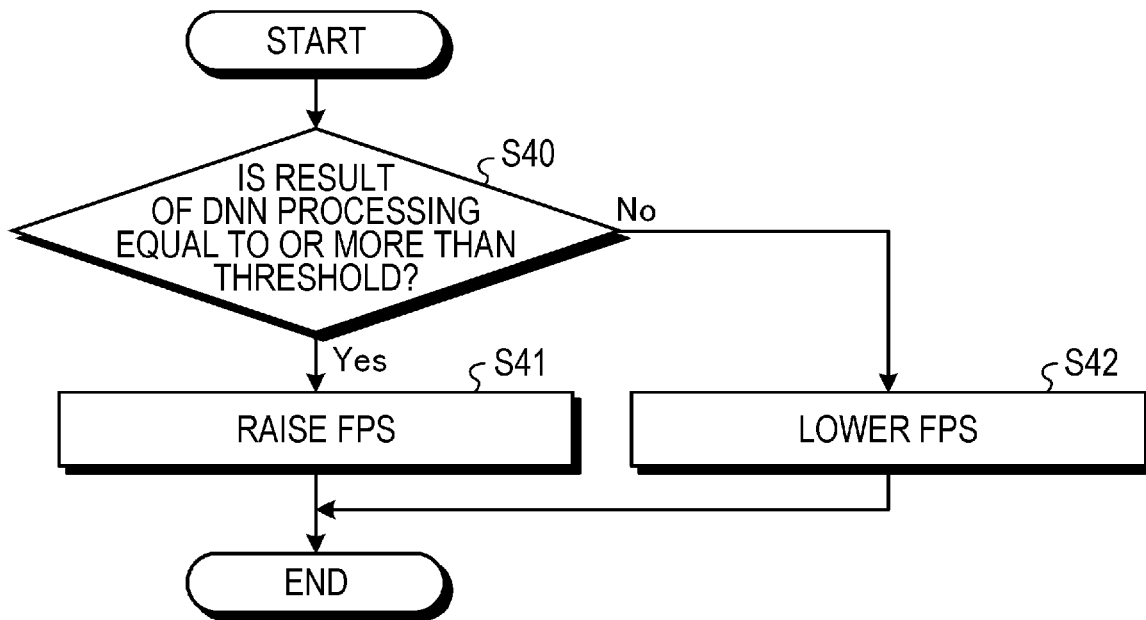 START
S40
IS RESULT
OF DNN PROCESSING
EQUAL TO OR MORE THAN
THRESHOLD?
No
Yes
S41
RAISE FPS
S42
LOWER FPS
END